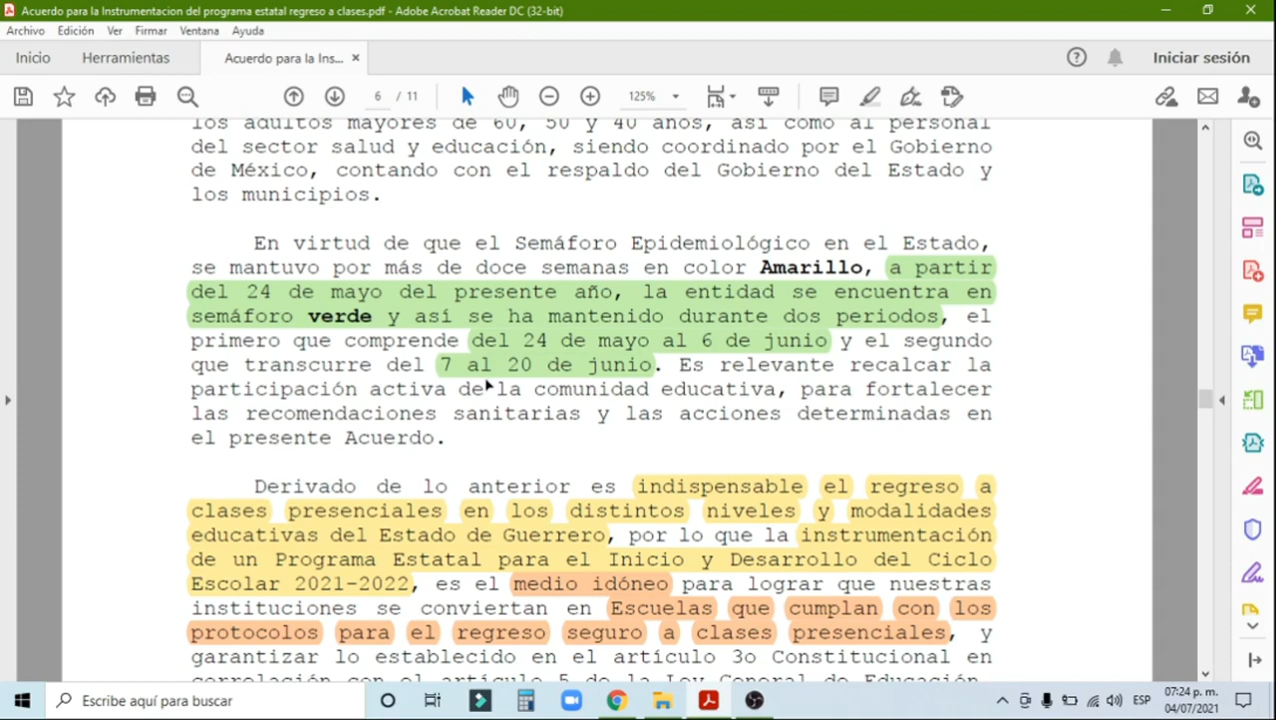 Acuerdo para la Instrumentacion del programa estatal regreso a clases.pdf - Adobe Acrobat Reader DC (32-bit)
Archivo Edición Ver Firmar Ventana Ayuda
Inicio Herramientas Acuerdo para la Ins... × Iniciar sesión
6 / 11 125%
los adultos mayores de 60, 50 y 40 años, así como al personal
del sector salud y educación, siendo coordinado por el Gobierno
de México, contando con el respaldo del Gobierno del Estado y
los municipios.
En virtud de que el Semáforo Epidemiológico en el Estado,
se mantuvo por más de doce semanas en color Amarillo, a partir
del 24 de mayo del presente año, la entidad se encuentra en
semáforo verde y así se ha mantenido durante dos periodos, el
primero que comprende del 24 de mayo al 6 de junio y el segundo
que transcurre del 7 al 20 de junio. Es relevante recalcar la
participación activa de la comunidad educativa, para fortalecer
las recomendaciones sanitarias y las acciones determinadas en
el presente Acuerdo.
Derivado de lo anterior es indispensable el regreso a
clases presenciales en los distintos niveles y modalidades
educativas del Estado de Guerrero, por lo que la instrumentación
de un Programa Estatal para el Inicio y Desarrollo del Ciclo
Escolar 2021-2022, es el medio idóneo para lograr que nuestras
instituciones se conviertan en Escuelas que cumplan con los
protocolos para el regreso seguro a clases presenciales, y
garantizar lo establecido en el artículo 3o Constitucional en
correlación con el artículo 5 de la Ley General de Educación,
Escribe aquí para buscar ESP 07:24 p. m.
04/07/2021